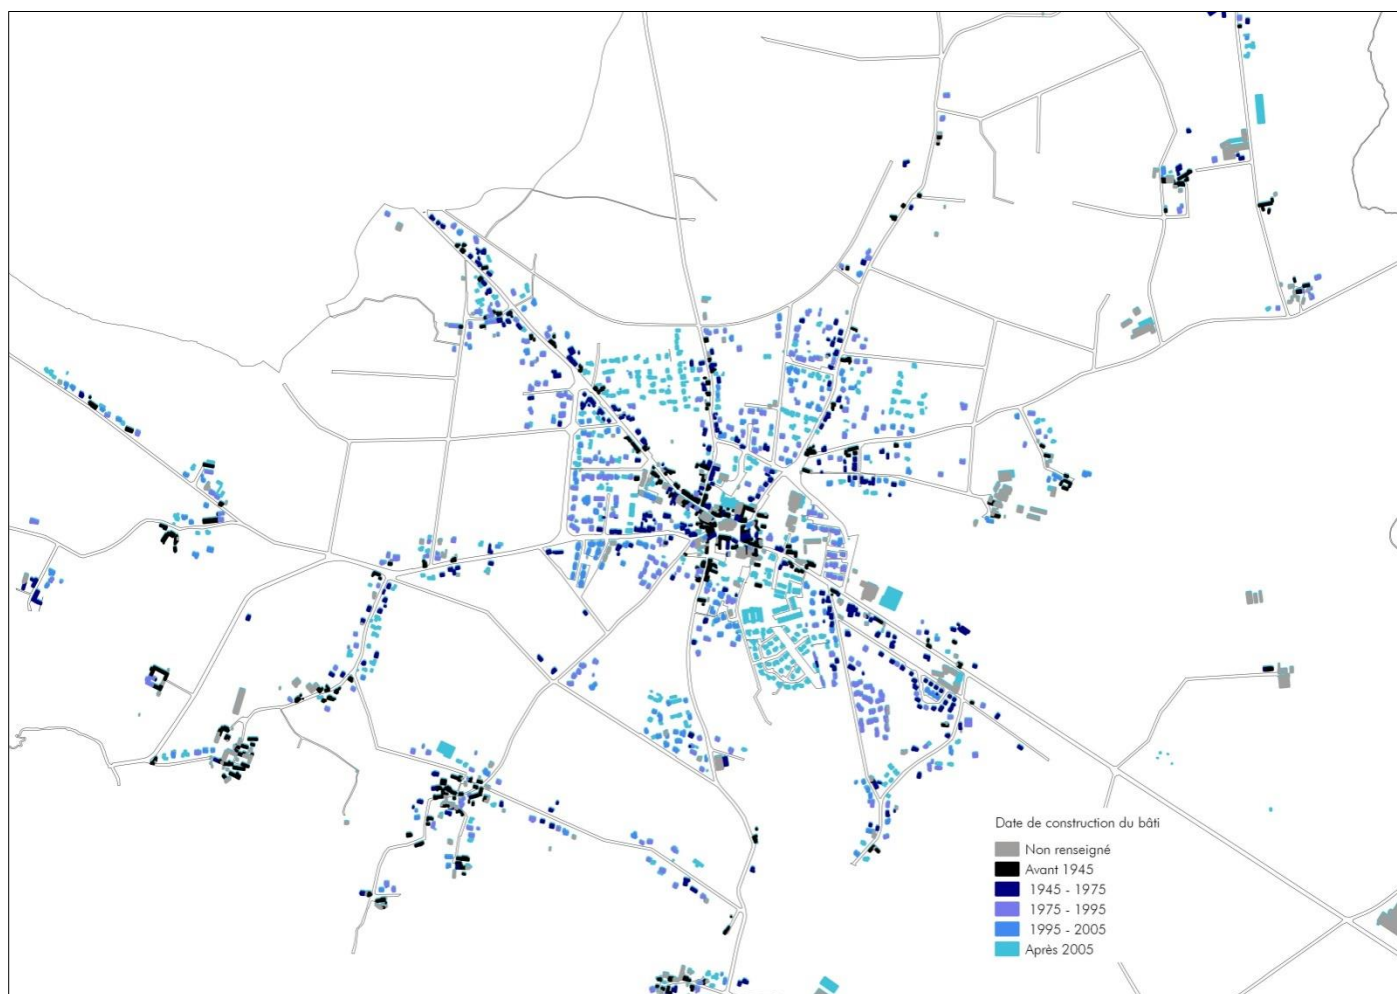 Date de construction du bâti
Non renseigné
Avant 1945
1945 - 1975
1975 - 1995
1995 - 2005
Après 2005